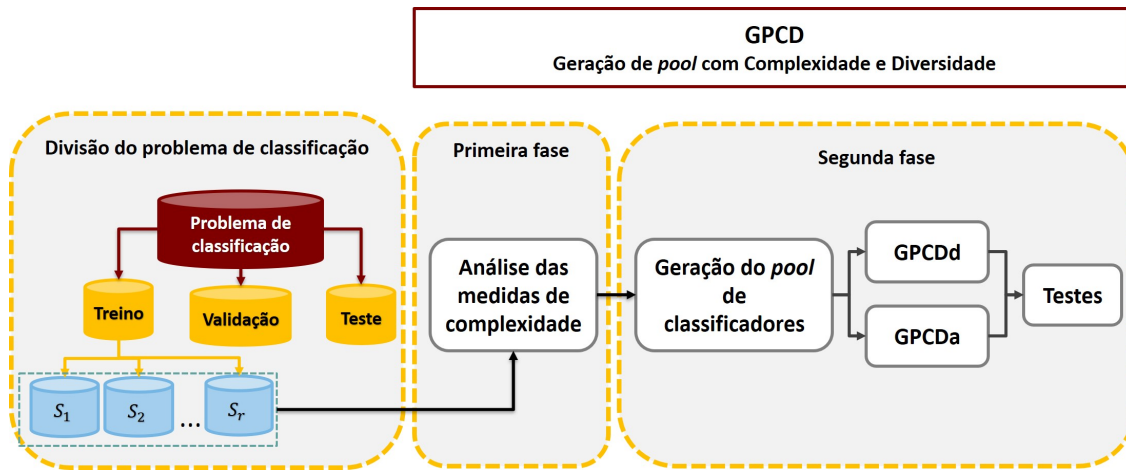 GPCD
Geração de pool com Complexidade e Diversidade
Divisão do problema de classificação
Problema de
classificação
Treino
Validação
Teste
S1
S2
...
Sr
Primeira fase
Análise das
medidas de
complexidade
Segunda fase
Geração do pool
de
classificadores
GPCDd
GPCDa
Testes